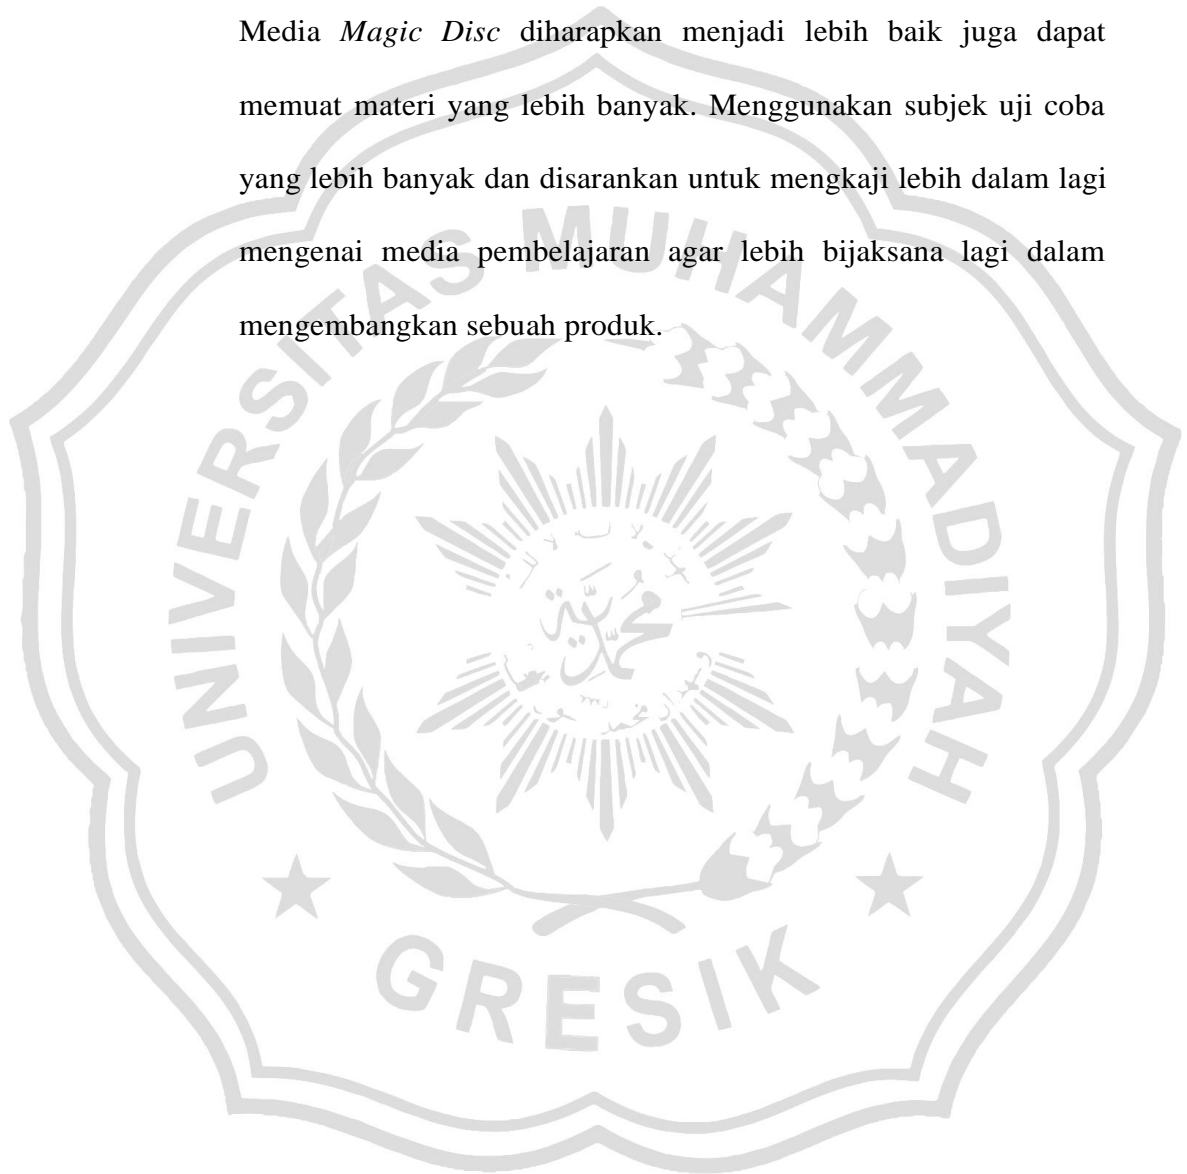 Media Magic Disc diharapkan menjadi lebih baik juga dapat
memuat materi yang lebih banyak. Menggunakan subjek uji coba
yang lebih banyak dan disarankan untuk mengkaji lebih dalam lagi
mengenai media pembelajaran agar lebih bijaksana lagi dalam
mengembangkan sebuah produk.
UNIVERSITAS MUHAMMADIYAH
محمدية
GRESIK